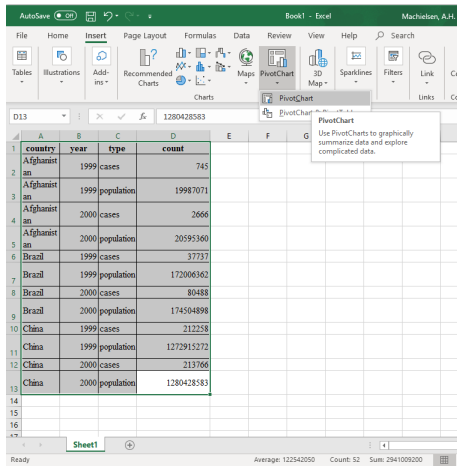 AutoSave Off Book1 - Excel Machielsen, A.H.
File Home Insert Page Layout Formulas Data Review View Help Search
Tables Illustrations Add-ins Recommended Charts Maps PivotChart 3D Map Sparklines Filters Link
Charts Links
PivotChart
PivotChart
Use PivotCharts to graphically summarize data and explore complicated data.
D13 fx 1280428583
A B C D E F G
1 country year type count
2 Afghanistan 1999 cases 745
3 Afghanistan 1999 population 19987071
4 Afghanistan 2000 cases 2666
5 Afghanistan 2000 population 20595360
6 Brazil 1999 cases 37737
7 Brazil 1999 population 172006362
8 Brazil 2000 cases 80488
9 Brazil 2000 population 174504898
10 China 1999 cases 212258
11 China 1999 population 1272915272
12 China 2000 cases 213766
13 China 2000 population 1280428583
14
15
16
17
Sheet1
Ready Average: 122542050 Count: 52 Sum: 2941009200